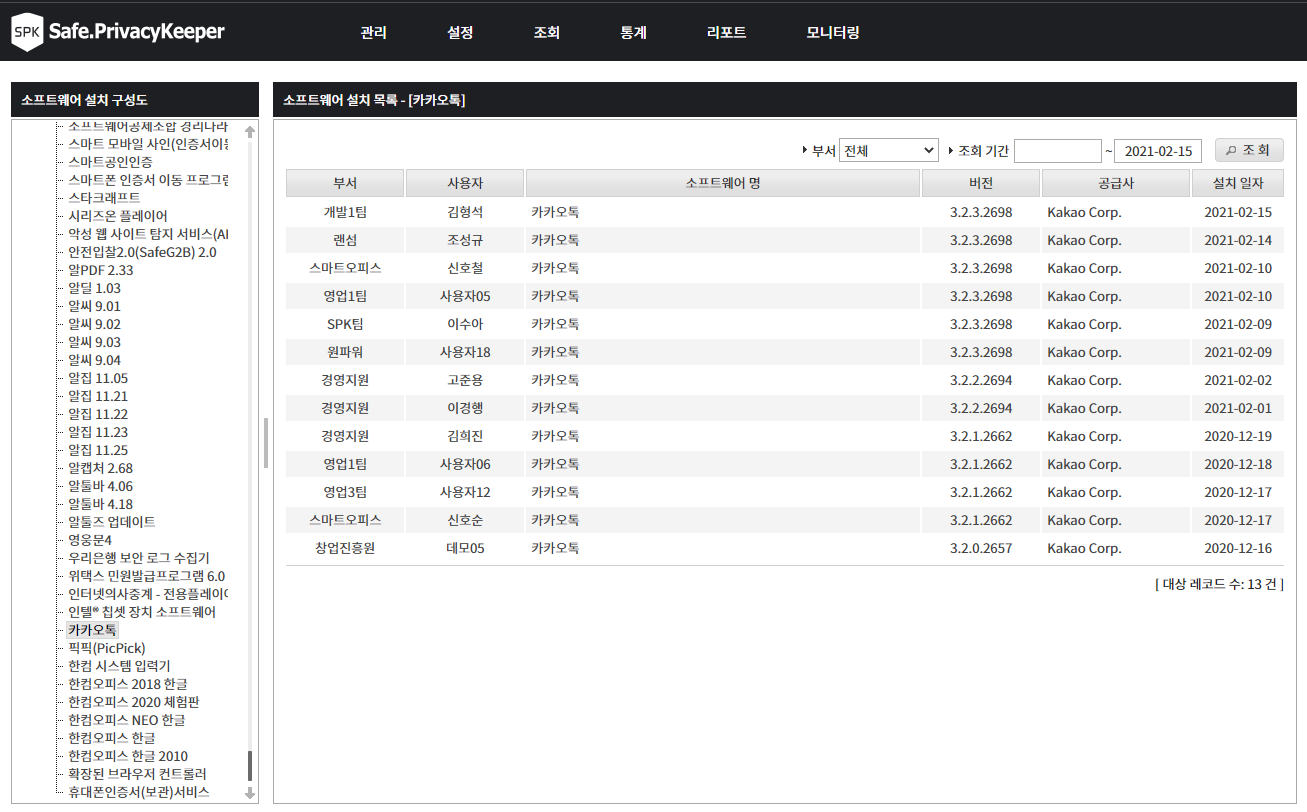 SPK Safe.PrivacyKeeper
관리 설정 조회 통계 리포트 모니터링
소프트웨어 설치 구성도
소프트웨어공제조합 경리나라
스마트 모바일 사인(인증서이동
스마트공인인증
스마트폰 인증서 이동 프로그램
스타크래프트
시리즈온 플레이어
악성 웹 사이트 탐지 서비스(AI
안전입찰2.0(SafeG2B) 2.0
알PDF 2.33
알딜 1.03
알씨 9.01
알씨 9.02
알씨 9.03
알씨 9.04
알집 11.05
알집 11.21
알집 11.22
알집 11.23
알집 11.25
알캡처 2.68
알툴바 4.06
알툴바 4.18
알툴즈 업데이트
영웅문4
우리은행 보안 로그 수집기
위택스 민원발급프로그램 6.0
인터넷의사중계 - 전용플레이어
인텔® 칩셋 장치 소프트웨어
카카오톡
픽픽(PicPick)
한컴 시스템 입력기
한컴오피스 2018 한글
한컴오피스 2020 체험판
한컴오피스 NEO 한글
한컴오피스 한글
한컴오피스 한글 2010
확장된 브라우저 컨트롤러
휴대폰인증서(보관)서비스
소프트웨어 설치 목록 - [카카오톡]
부서 전체 조회 기간 ~ 2021-02-15 조 회
부서 사용자 소프트웨어 명 버전 공급사 설치 일자
개발1팀 김형석 카카오톡 3.2.3.2698 Kakao Corp. 2021-02-15
랜섬 조성규 카카오톡 3.2.3.2698 Kakao Corp. 2021-02-14
스마트오피스 신호철 카카오톡 3.2.3.2698 Kakao Corp. 2021-02-10
영업1팀 사용자05 카카오톡 3.2.3.2698 Kakao Corp. 2021-02-10
SPK팀 이수아 카카오톡 3.2.3.2698 Kakao Corp. 2021-02-09
원파워 사용자18 카카오톡 3.2.3.2698 Kakao Corp. 2021-02-09
경영지원 고준용 카카오톡 3.2.2.2694 Kakao Corp. 2021-02-02
경영지원 이경행 카카오톡 3.2.2.2694 Kakao Corp. 2021-02-01
경영지원 김희진 카카오톡 3.2.1.2662 Kakao Corp. 2020-12-19
영업1팀 사용자06 카카오톡 3.2.1.2662 Kakao Corp. 2020-12-18
영업3팀 사용자12 카카오톡 3.2.1.2662 Kakao Corp. 2020-12-17
스마트오피스 신호순 카카오톡 3.2.1.2662 Kakao Corp. 2020-12-17
창업진흥원 데모05 카카오톡 3.2.0.2657 Kakao Corp. 2020-12-16
[ 대상 레코드 수: 13 건 ]